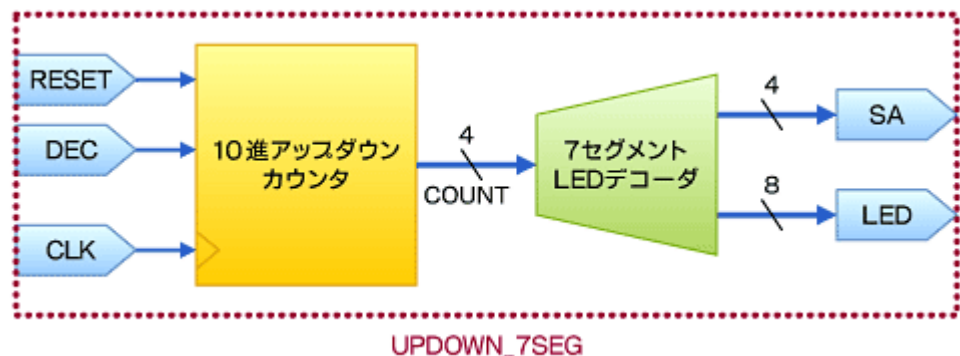 RESET
DEC
CLK
10進アップダウン
カウンタ
4
COUNT
7セグメント
LEDデコーダ
4
SA
8
LED
UPDOWN_7SEG